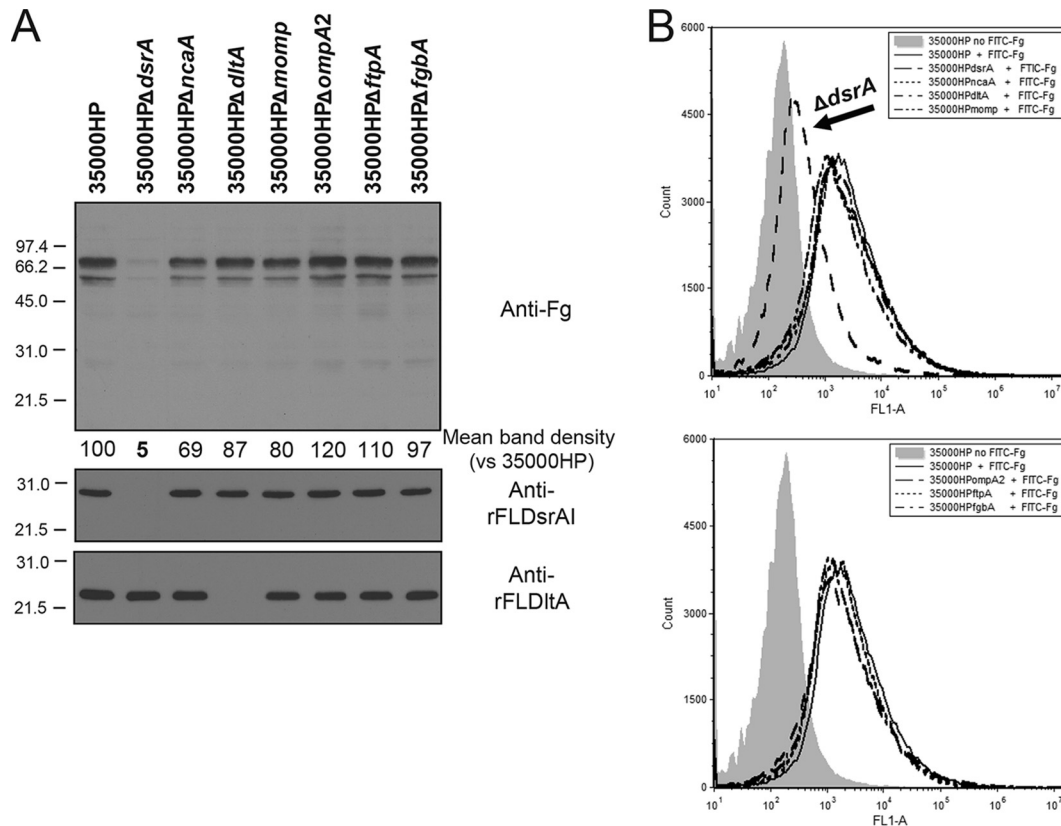 A
35000HP
35000HPΔdsrA
35000HPΔncaA
35000HPΔdltA
35000HPΔmomp
35000HPΔompA2
35000HPΔftpA
35000HPΔfgbA
97.4
66.2
45.0
31.0
21.5
Anti-Fg
100 5 69 87 80 120 110 97
Mean band density
(vs 35000HP)
31.0
21.5
Anti-
rFLDsrAI
31.0
21.5
Anti-
rFLDltA
B
6000
4500
3000
1500
0
Count
35000HP no FITC-Fg
35000HP + FITC-Fg
35000HPdsrA + FTIC-Fg
35000HPncaA + FITC-Fg
35000HPdltA + FITC-Fg
35000HPmomp + FITC-Fg
ΔdsrA
10¹ 10² 10³ 10⁴ 10⁵ 10⁶ 10⁷
FL1-A
6000
4500
3000
1500
0
Count
35000HP no FITC-Fg
35000HP + FITC-Fg
35000HPompA2 + FITC-Fg
35000HPftpA + FITC-Fg
35000HPfgbA + FITC-Fg
10¹ 10² 10³ 10⁴ 10⁵ 10⁶ 10⁷
FL1-A